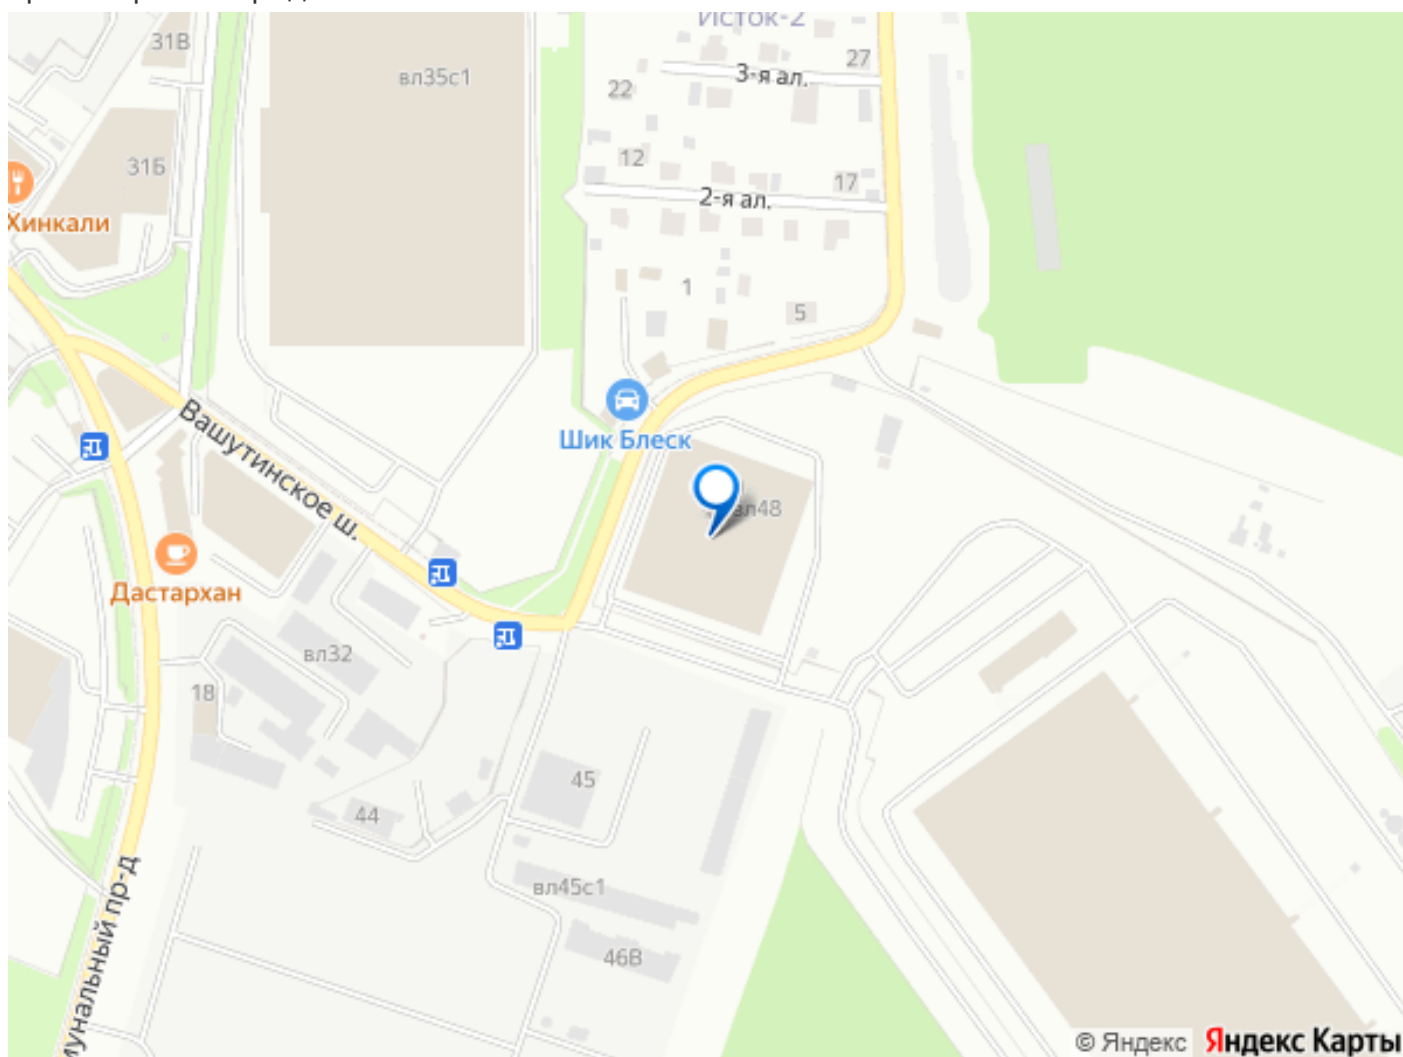 Исток-2
31В
вл35с1
3-я ал.
27
22
31Б
12
17
2-я ал.
Хинкали
1
5
Шик Блеск
Вашутинское ш.
вл48
Дастархан
вл32
18
45
44
вл45с1
46В
мунальный пр-д
© Яндекс Яндекс Карты